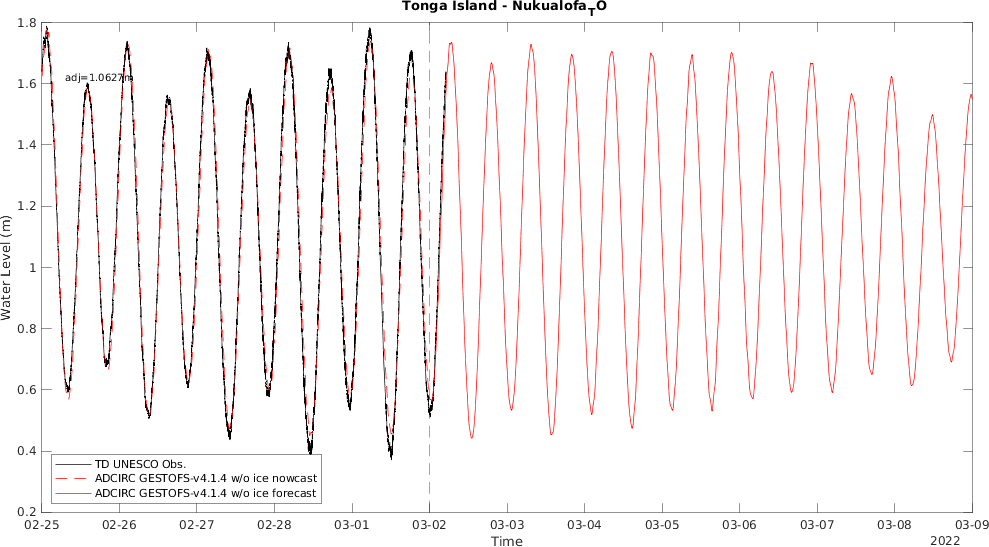 Tonga Island - Nukualofa_TO
1.8
adj=1.0627m
1.6
1.4
1.2
1
0.8
0.6
0.4
0.2
Water Level (m)
TD UNESCO Obs.
ADCIRC GESTOFS-v4.1.4 w/o ice nowcast
ADCIRC GESTOFS-v4.1.4 w/o ice forecast
02-25 02-26 02-27 02-28 03-01 03-02 03-03 03-04 03-05 03-06 03-07 03-08 03-09
Time
2022